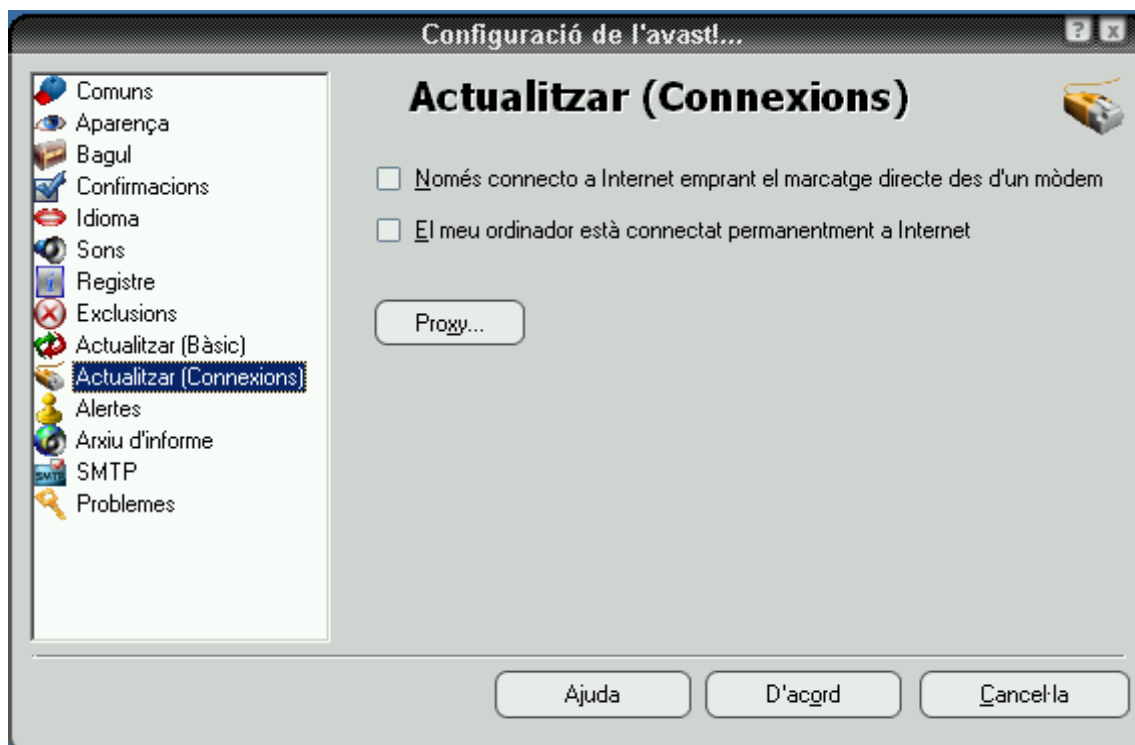 Configuració de l'avast!...
Comuns
Aparença
Bagul
Confirmacions
Idioma
Sons
Registre
Exclusions
Actualitzar (Bàsic)
Actualitzar (Connexions)
Alertes
Arxiu d'informe
SMTP
Problemes
Actualitzar (Connexions)
Només connecto a Internet emprant el marcatge directe des d'un mòdem
El meu ordinador està connectat permanentment a Internet
Proxy...
Ajuda
D'acord
Cancel·la